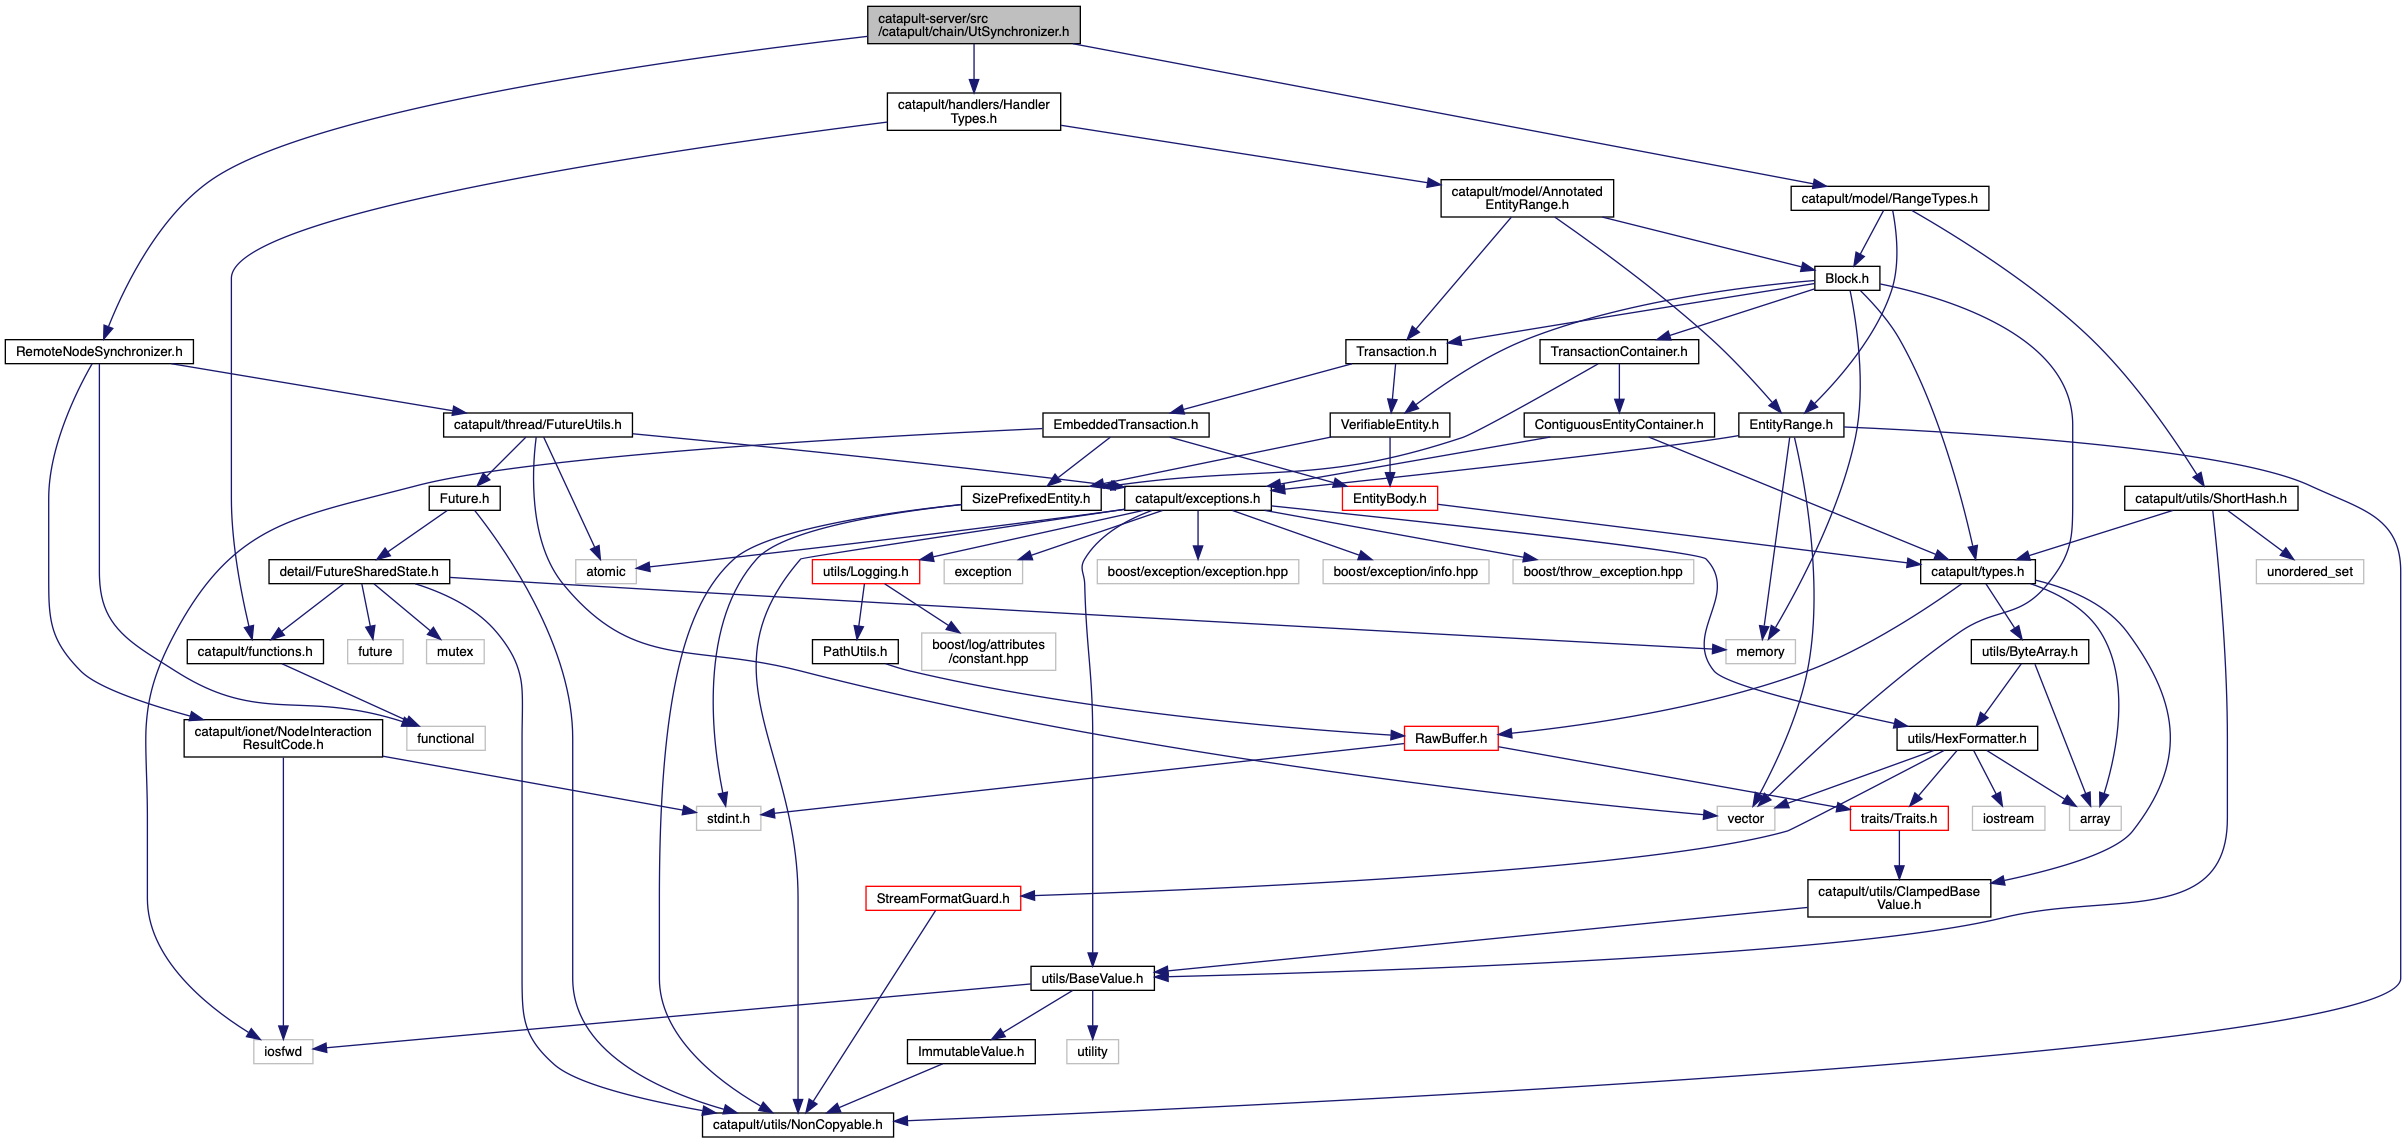 catapult-server/src
/catapult/chain/UtSynchronizer.h
catapult/handlers/Handler
Types.h
catapult/model/Annotated
EntityRange.h
catapult/model/RangeTypes.h
Block.h
RemoteNodeSynchronizer.h
Transaction.h
TransactionContainer.h
catapult/thread/FutureUtils.h
EmbeddedTransaction.h
VerifiableEntity.h
ContiguousEntityContainer.h
EntityRange.h
Future.h
SizePrefixedEntity.h
catapult/exceptions.h
EntityBody.h
catapult/utils/ShortHash.h
detail/FutureSharedState.h
atomic
utils/Logging.h
exception
boost/exception/exception.hpp
boost/exception/info.hpp
boost/throw_exception.hpp
catapult/types.h
unordered_set
catapult/functions.h
future
mutex
PathUtils.h
boost/log/attributes
/constant.hpp
memory
utils/ByteArray.h
catapult/ionet/NodeInteraction
ResultCode.h
functional
RawBuffer.h
utils/HexFormatter.h
stdint.h
vector
traits/Traits.h
iostream
array
StreamFormatGuard.h
catapult/utils/ClampedBase
Value.h
utils/BaseValue.h
iosfwd
ImmutableValue.h
utility
catapult/utils/NonCopyable.h